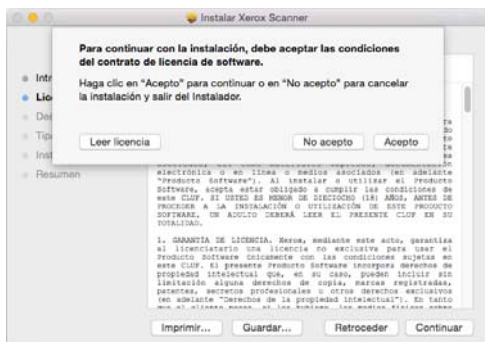 Instalar Xerox Scanner
Para continuar con la instalación, debe aceptar las condiciones
del contrato de licencia de software.
Haga clic en “Acepto” para continuar o en “No acepto” para cancelar
la instalación y salir del Instalador.
Leer licencia
No acepto
Acepto
Intr
Lic
Des
Tip
Inst
Resumen
electrónica o en línea o medios asociados (en adelante
"Producto Software"). Al instalar o utilizar el Producto
Software, acepta estar obligado a cumplir las condiciones de
este CLUF. SI USTED ES MENOR DE DIECIOCHO (18) AÑOS, ANTES DE
PROCEDER A LA INSTALACIÓN O UTILIZACIÓN DE ESTE PRODUCTO
SOFTWARE, UN ADULTO DEBERÁ LEER EL PRESENTE CLUF EN SU
TOTALIDAD.
1. GARANTÍA DE LICENCIA. Xerox, mediante este acto, garantiza
al licenciatario una licencia no exclusiva para usar el
Producto Software únicamente con las condiciones sujetas en
este CLUF. El presente Producto Software incorpora derechos de
propiedad intelectual que, en su caso, pueden incluir sin
limitación alguna derechos de copia, marcas registradas,
patentes, secretos profesionales u otros derechos exclusivos
(en adelante "Derechos de la propiedad intelectual"). En tanto
Imprimir...
Guardar...
Retroceder
Continuar